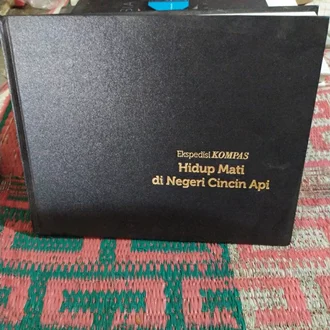 Ekspedisi KOMPAS
Hidup Mati
di Negeri Cincin Api